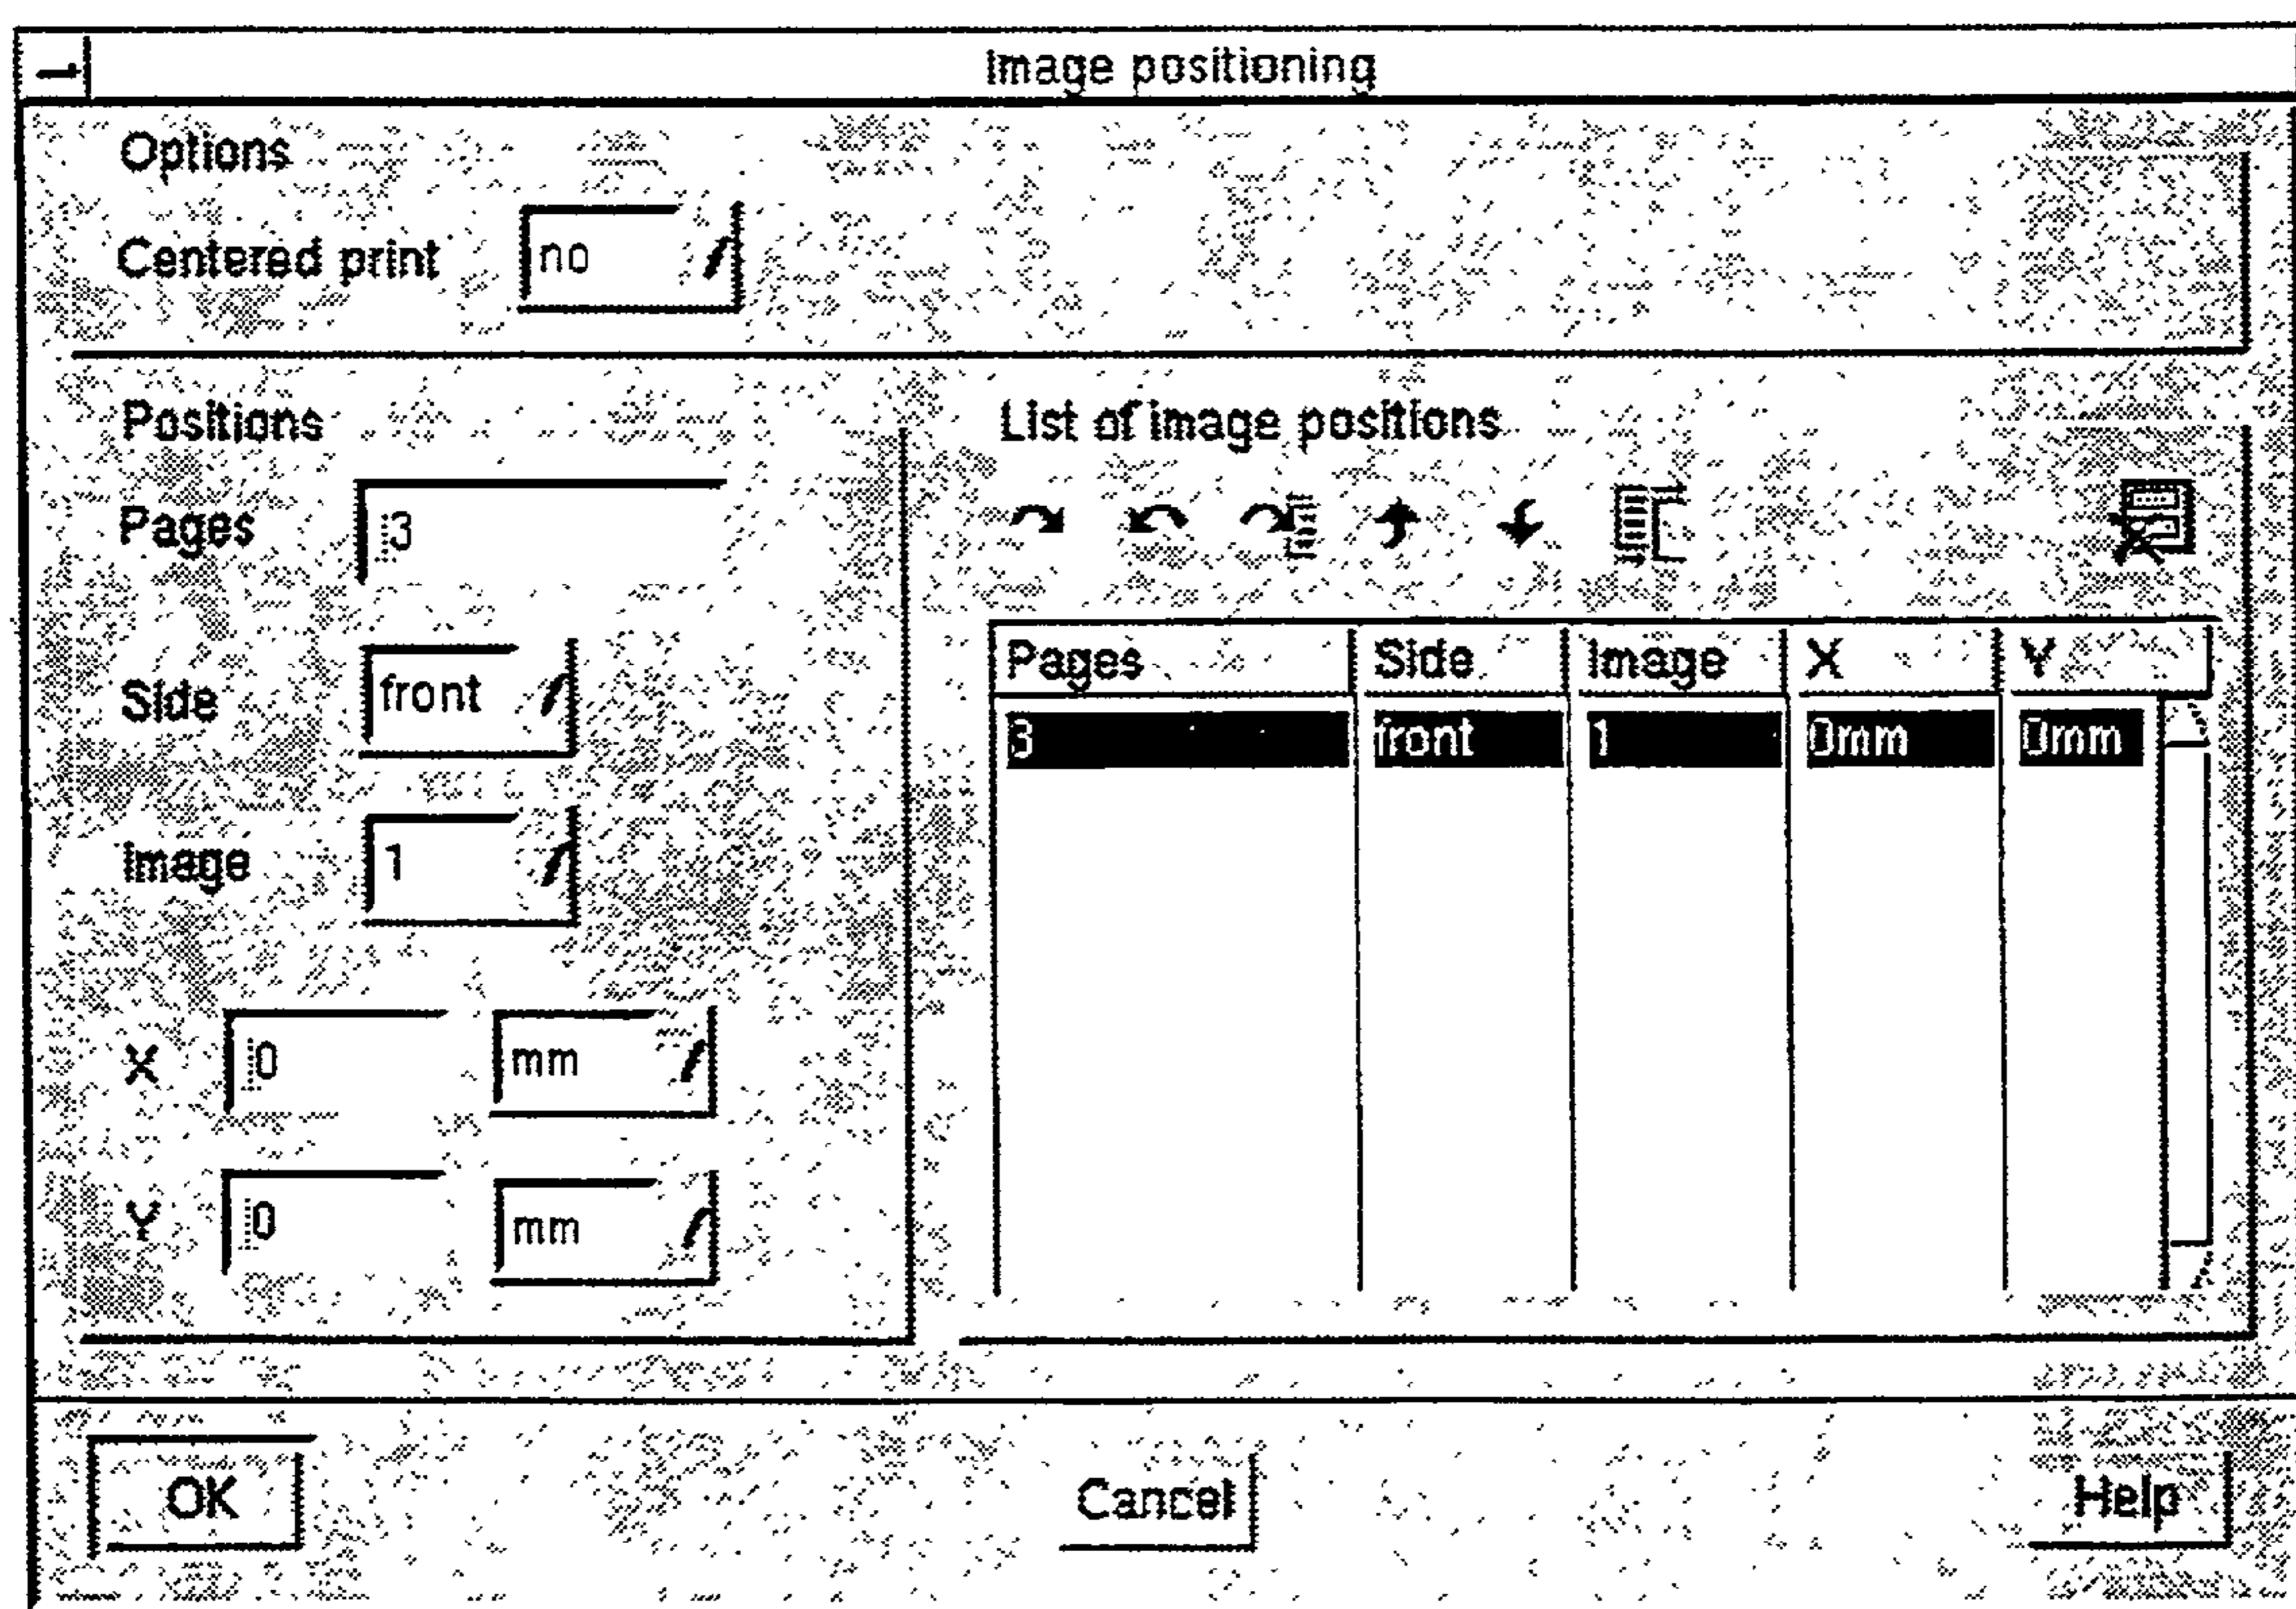 Image positioning
Options
Centered print no
Positions
Pages 3
Side front
Image 1
X 0 mm
Y 0 mm
List of image positions
Pages Side Image X Y
3 front 1 0mm 0mm
OK Cancel Help